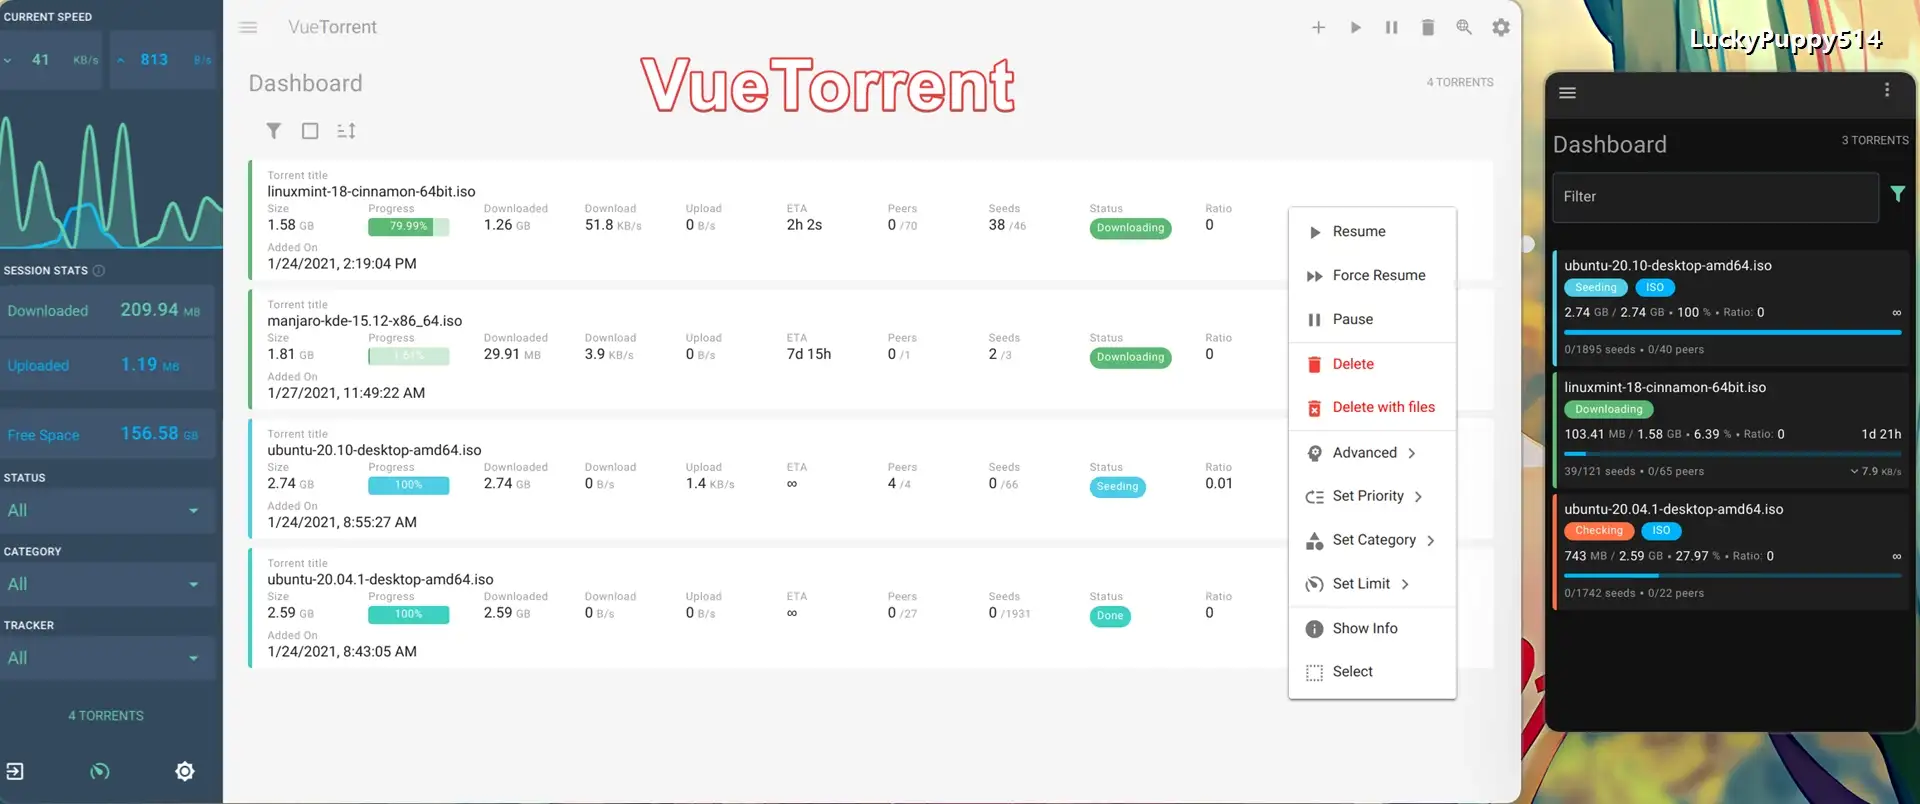 CURRENT SPEED
41 KB/s 813 B/s
SESSION STATS
Downloaded 209.94 MB
Uploaded 1.19 MB
Free Space 156.58 GB
STATUS
All
CATEGORY
All
TRACKER
All
4 TORRENTS
VueTorrent
Dashboard
VueTorrent
4 TORRENTS
Torrent title
linuxmint-18-cinnamon-64bit.iso
Size Progress Downloaded Download Upload ETA Peers Seeds Status Ratio
1.58 GB 79.99% 1.26 GB 51.8 KB/s 0 B/s 2h 2s 0 /70 38 /46 Downloading 0
Added On
1/24/2021, 2:19:04 PM
Torrent title
manjaro-kde-15.12-x86_64.iso
Size Progress Downloaded Download Upload ETA Peers Seeds Status Ratio
1.81 GB 29.91 MB 3.9 KB/s 0 B/s 7d 15h 0 /1 2 /3 Downloading 0
Added On
1/27/2021, 11:49:22 AM
Torrent title
ubuntu-20.10-desktop-amd64.iso
Size Progress Downloaded Download Upload ETA Peers Seeds Status Ratio
2.74 GB 100% 2.74 GB 0 B/s 1.4 KB/s ∞ 4 /4 0 /66 Seeding 0.01
Added On
1/24/2021, 8:55:27 AM
Torrent title
ubuntu-20.04.1-desktop-amd64.iso
Size Progress Downloaded Download Upload ETA Peers Seeds Status Ratio
2.59 GB 100% 2.59 GB 0 B/s 0 B/s ∞ 0 /27 0 /1931 Done 0
Added On
1/24/2021, 8:43:05 AM
Resume
Force Resume
Pause
Delete
Delete with files
Advanced
Set Priority
Set Category
Set Limit
Show Info
Select
LuckyPuppy514
Dashboard
3 TORRENTS
Filter
ubuntu-20.10-desktop-amd64.iso
Seeding ISO
2.74 GB / 2.74 GB • 100 % • Ratio: 0 ∞
0/1895 seeds • 0/40 peers
linuxmint-18-cinnamon-64bit.iso
Downloading
103.41 MB / 1.58 GB • 6.39 % • Ratio: 0 1d 21h
39/121 seeds • 0/65 peers 7.9 KB/s
ubuntu-20.04.1-desktop-amd64.iso
Checking ISO
743 MB / 2.59 GB • 27.97 % • Ratio: 0 ∞
0/1742 seeds • 0/22 peers